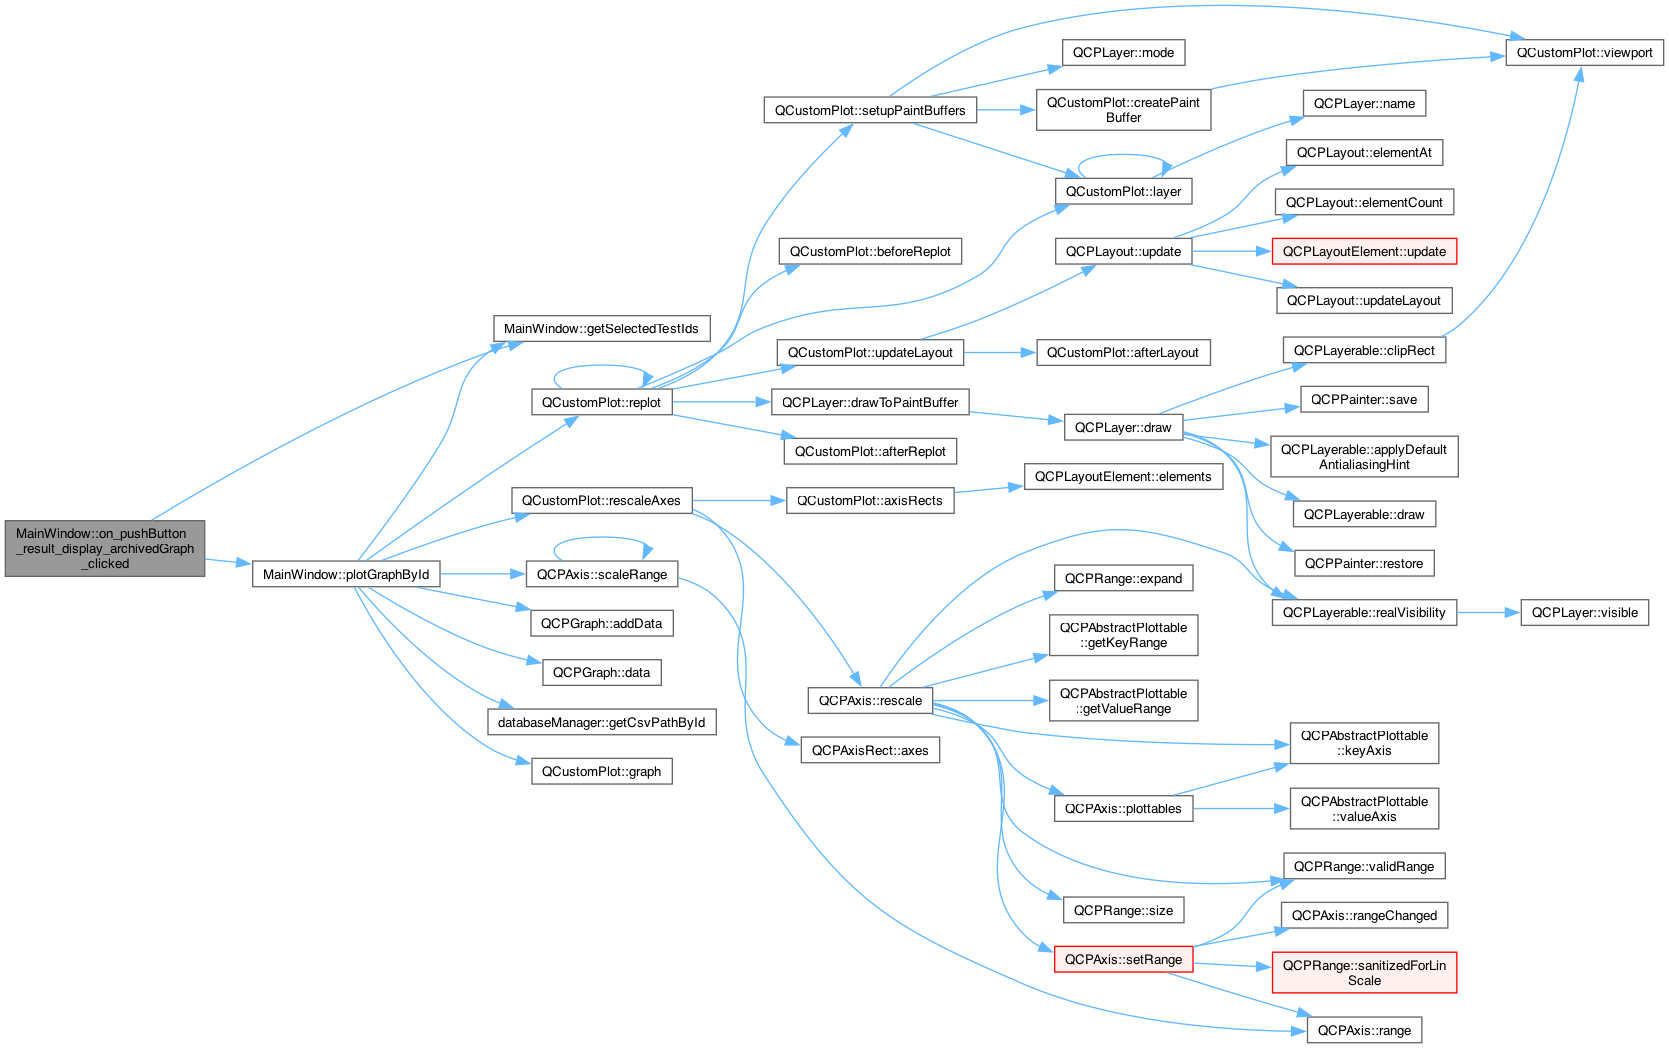 MainWindow::on_pushButton
_result_display_archivedGraph
_clicked
MainWindow::getSelectedTestIds
MainWindow::plotGraphById
QCustomPlot::replot
QCustomPlot::rescaleAxes
QCPAxis::scaleRange
QCPGraph::addData
QCPGraph::data
databaseManager::getCsvPathById
QCustomPlot::graph
QCustomPlot::setupPaintBuffers
QCustomPlot::beforeReplot
QCustomPlot::updateLayout
QCPLayer::drawToPaintBuffer
QCustomPlot::afterReplot
QCustomPlot::axisRects
QCPAxis::rescale
QCPAxisRect::axes
QCPLayer::mode
QCustomPlot::createPaint
Buffer
QCustomPlot::layer
QCPLayout::update
QCustomPlot::afterLayout
QCPLayer::draw
QCPLayoutElement::elements
QCPRange::expand
QCPAbstractPlottable
::getKeyRange
QCPAbstractPlottable
::getValueRange
QCPAxis::plottables
QCPRange::size
QCPAxis::setRange
QCPLayer::name
QCPLayout::elementAt
QCPLayout::elementCount
QCPLayoutElement::update
QCPLayout::updateLayout
QCPLayerable::clipRect
QCPPainter::save
QCPLayerable::applyDefault
AntialiasingHint
QCPLayerable::draw
QCPPainter::restore
QCPLayerable::realVisibility
QCPAbstractPlottable
::keyAxis
QCPAbstractPlottable
::valueAxis
QCPRange::validRange
QCPAxis::rangeChanged
QCPRange::sanitizedForLin
Scale
QCPAxis::range
QCustomPlot::viewport
QCPLayer::visible